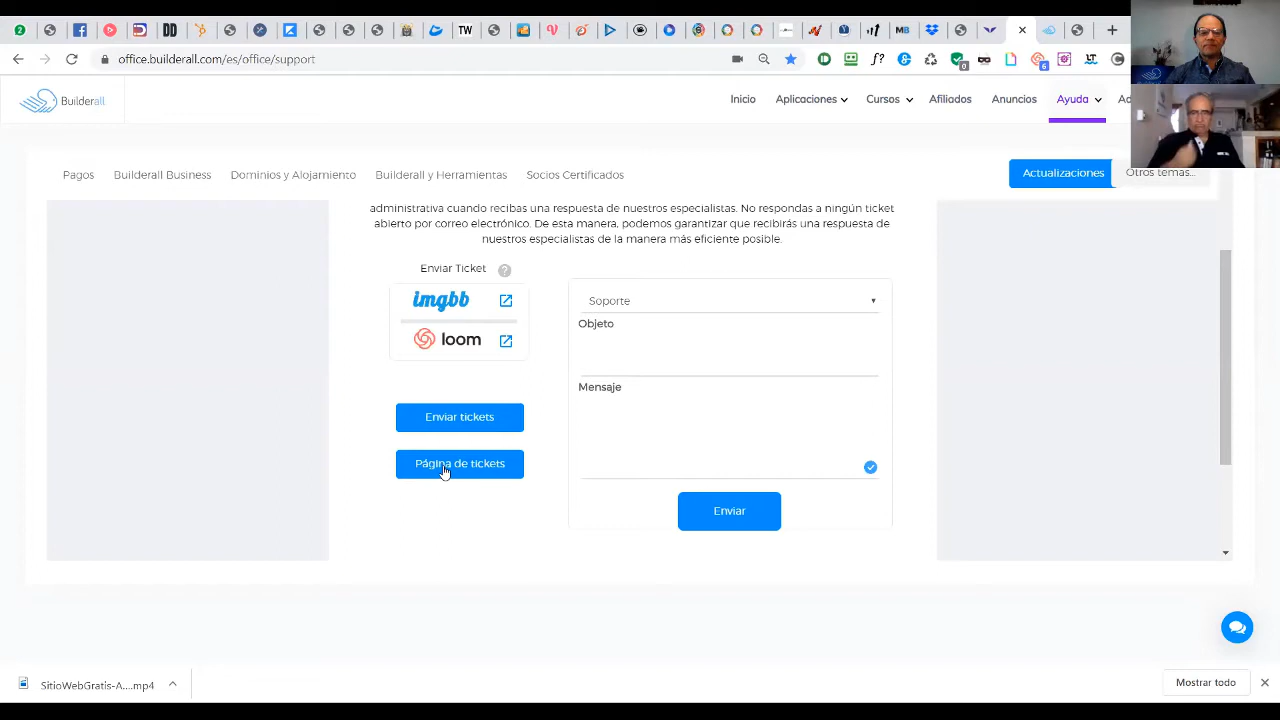 officebuilderall.com/es/office/support
Builderall
Inicio
Aplicaciones
Cursos
Afiliados
Anuncios
Ayuda
Ad
Pagos
Builderall Business
Dominios y Alojamiento
Builderall y Herramientas
Socios Certificados
Actualizaciones
Otros temas...
administrativa cuando recibas una respuesta de nuestros especialistas. No respondas a ningún ticket
abierto por correo electrónico. De esta manera, podemos garantizar que recibirás una respuesta de
nuestros especialistas de la manera más eficiente posible.
Enviar Ticket ?
imgbb
loom
Enviar tickets
Página de tickets
Soporte
Objeto
Mensaje
Enviar
SitioWebGratis-A....mp4
Mostrar todo